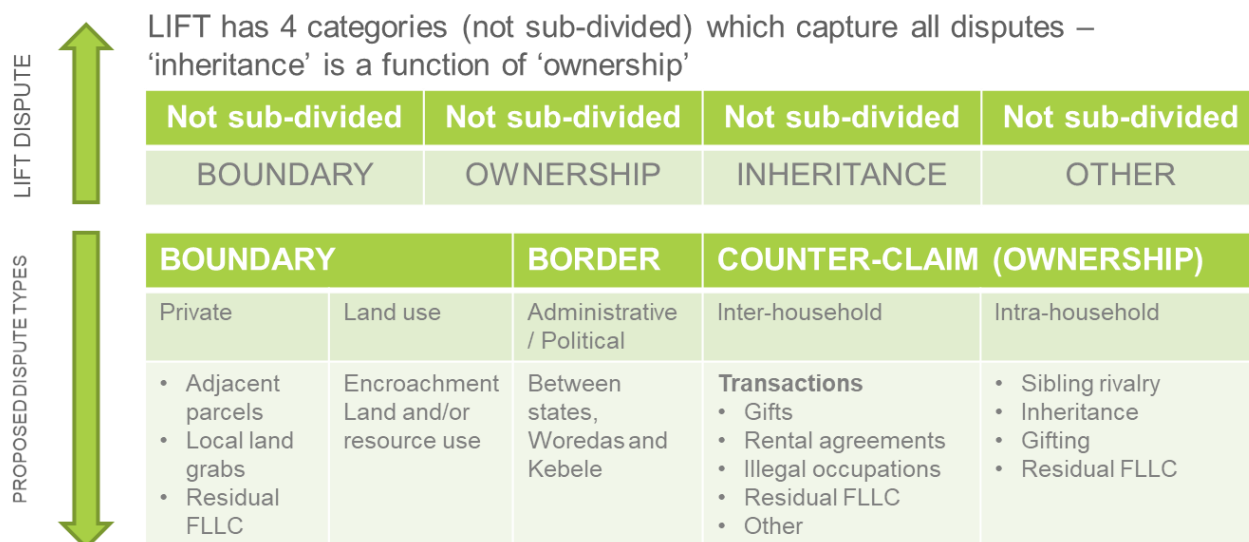 LIFT has 4 categories (not sub-divided) which capture all disputes –
‘inheritance’ is a function of ‘ownership’
LIFT DISPUTE
Not sub-divided
Not sub-divided
Not sub-divided
Not sub-divided
BOUNDARY
OWNERSHIP
INHERITANCE
OTHER
PROPOSED DISPUTE TYPES
BOUNDARY
BORDER
COUNTER-CLAIM (OWNERSHIP)
Private
Land use
Administrative
/ Political
Inter-household
Intra-household
• Adjacent
parcels
• Local land
grabs
• Residual
FLLC
Encroachment
Land and/or
resource use
Between
states,
Woredas and
Kebele
Transactions
• Gifts
• Rental agreements
• Illegal occupations
• Residual FLLC
• Other
• Sibling rivalry
• Inheritance
• Gifting
• Residual FLLC